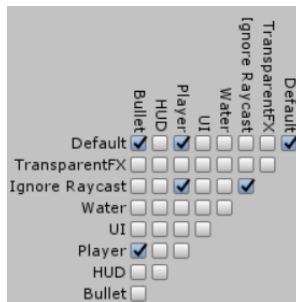 Bullet
HUD
Player
UI
Water
Ignore Raycast
TransparentFX
Default
Default
TransparentFX
Ignore Raycast
Water
UI
Player
HUD
Bullet